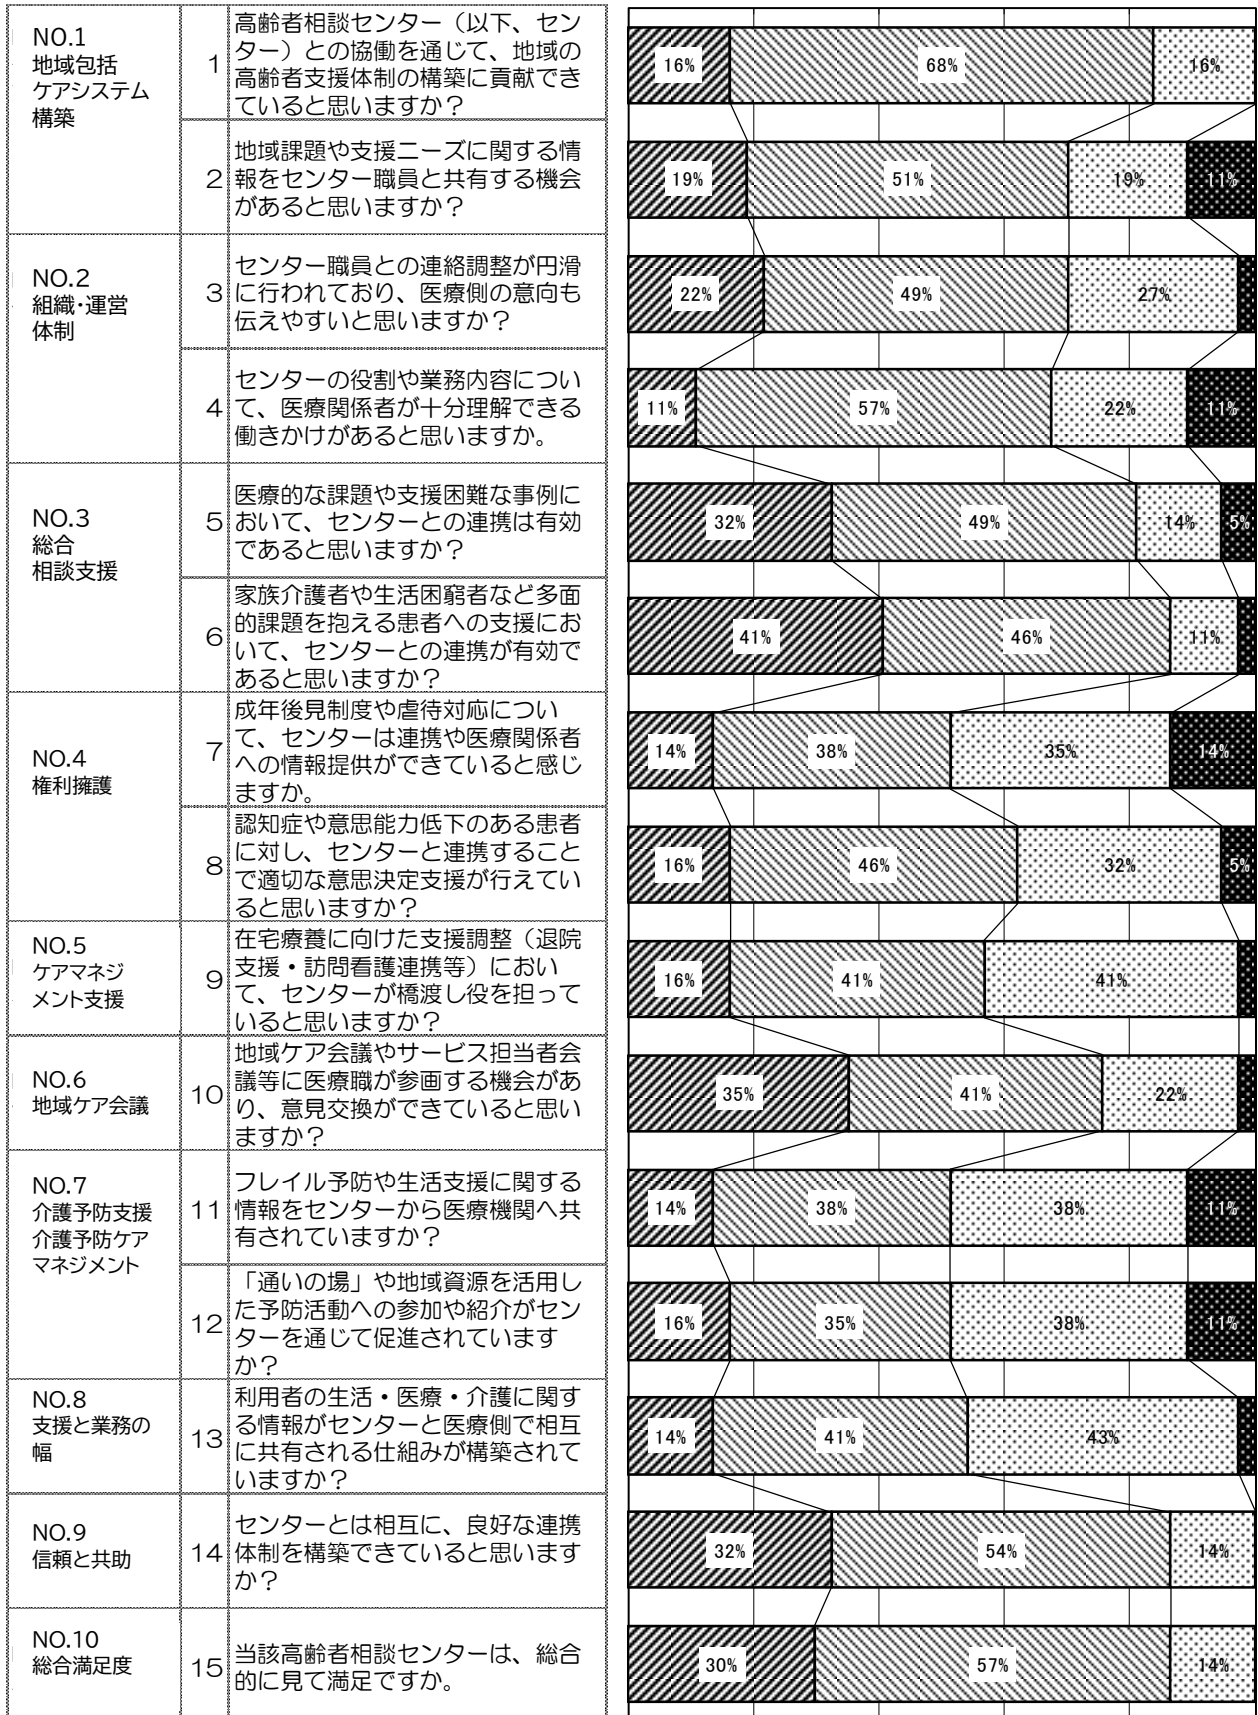 NO.1
地域包括
ケアシステム
構築
1
高齢者相談センター（以下、セン
ター）との協働を通じて、地域の
高齢者支援体制の構築に貢献でき
ていると思いますか？
16%
68%
16%
2
地域課題や支援ニーズに関する情
報をセンター職員と共有する機会
があると思いますか？
19%
51%
19%
11%
NO.2
組織・運営
体制
3
センター職員との連絡調整が円滑
に行われており、医療側の意向も
伝えやすいと思いますか？
22%
49%
27%
4
センターの役割や業務内容につい
て、医療関係者が十分理解できる
働きかけがあると思いますか。
11%
57%
22%
11%
NO.3
総合
相談支援
5
医療的な課題や支援困難な事例に
おいて、センターとの連携は有効
であると思いますか？
32%
49%
14%
5%
6
家族介護者や生活困窮者など多面
的課題を抱える患者への支援にお
いて、センターとの連携が有効で
あると思いますか？
41%
46%
11%
NO.4
権利擁護
7
成年後見制度や虐待対応につい
て、センターは連携や医療関係者
への情報提供ができていると感じ
ますか。
14%
38%
35%
14%
8
認知症や意思能力低下のある患者
に対し、センターと連携すること
で適切な意思決定支援が行えてい
ると思いますか？
16%
46%
32%
5%
NO.5
ケアマネジ
メント支援
9
在宅療養に向けた支援調整（退院
支援・訪問看護連携等）におい
て、センターが橋渡し役を担って
いると思いますか？
16%
41%
41%
NO.6
地域ケア会議
10
地域ケア会議やサービス担当者会
議等に医療職が参画する機会があ
り、意見交換ができていると思い
ますか？
35%
41%
22%
NO.7
介護予防支援
介護予防ケア
マネジメント
11
フレイル予防や生活支援に関する
情報をセンターから医療機関へ共
有されていますか？
14%
38%
38%
11%
12
「通いの場」や地域資源を活用し
た予防活動への参加や紹介がセン
ターを通じて促進されています
か？
16%
35%
38%
11%
NO.8
支援と業務の
幅
13
利用者の生活・医療・介護に関す
る情報がセンターと医療側で相互
に共有される仕組みが構築されて
いますか？
14%
41%
43%
NO.9
信頼と共助
14
センターとは相互に、良好な連携
体制を構築できていると思います
か？
32%
54%
14%
NO.10
総合満足度
15
当該高齢者相談センターは、総合
的に見て満足ですか。
30%
57%
14%